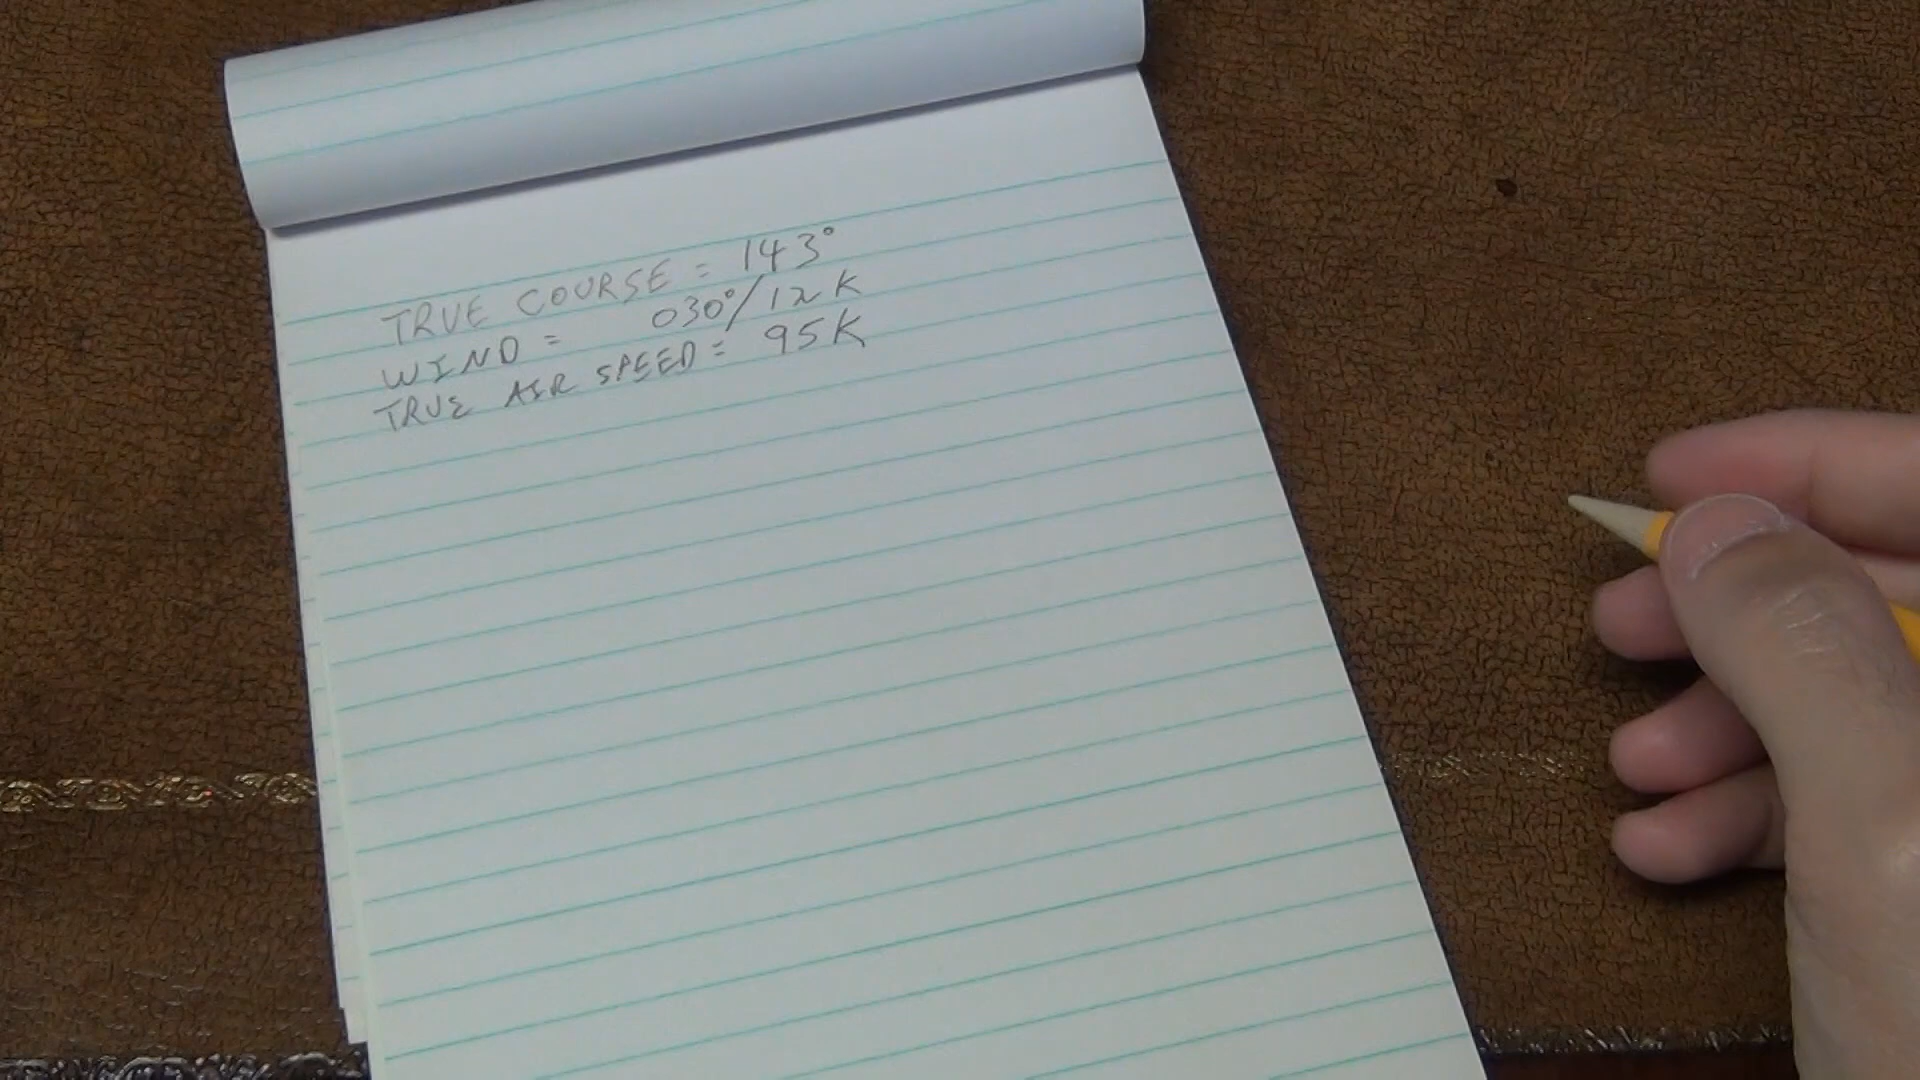 TRUE COURSE = 143°
WIND = 030°/12K
TRUE AIR SPEED = 95K